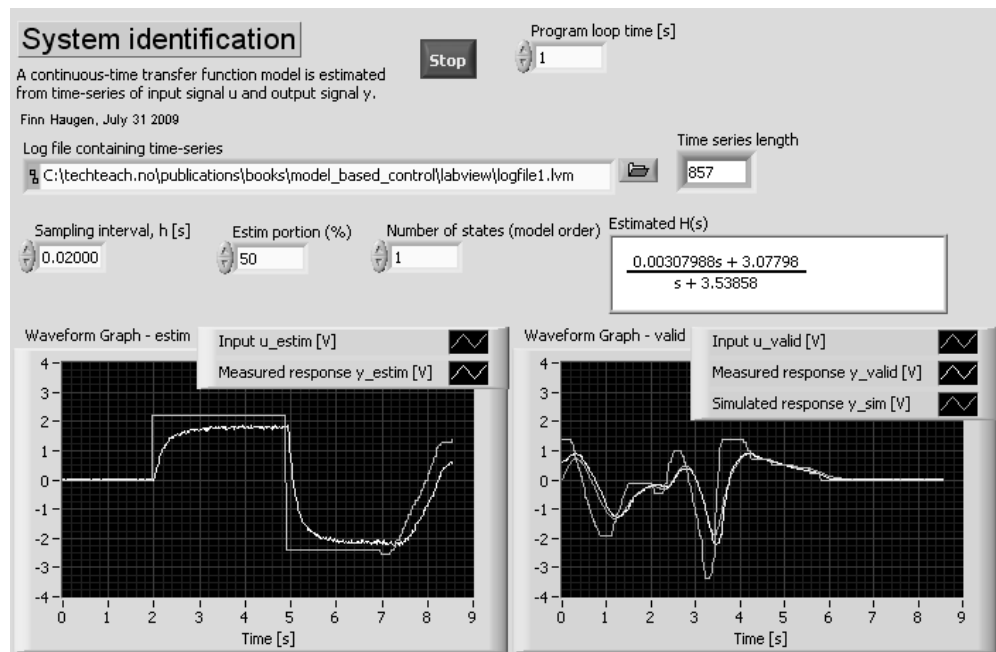 System identification
Stop
Program loop time [s]
1
A continuous-time transfer function model is estimated
from time-series of input signal u and output signal y.
Finn Haugen, July 31 2009
Log file containing time-series
C:\techteach.no\publications\books\model_based_control\labview\logfile1.lvm
Time series length
857
Sampling interval, h [s]
0.02000
Estim portion (%)
50
Number of states (model order)
1
Estimated H(s)
0.00307988s + 3.07798
s + 3.53858
Waveform Graph - estim
Input u_estim [V]
Measured response y_estim [V]
4
3
2
1
0
-1
-2
-3
-4
0 1 2 3 4 5 6 7 8 9
Time [s]
Waveform Graph - valid
Input u_valid [V]
Measured response y_valid [V]
Simulated response y_sim [V]
4
3
2
1
0
-1
-2
-3
-4
0 1 2 3 4 5 6 7 8 9
Time [s]